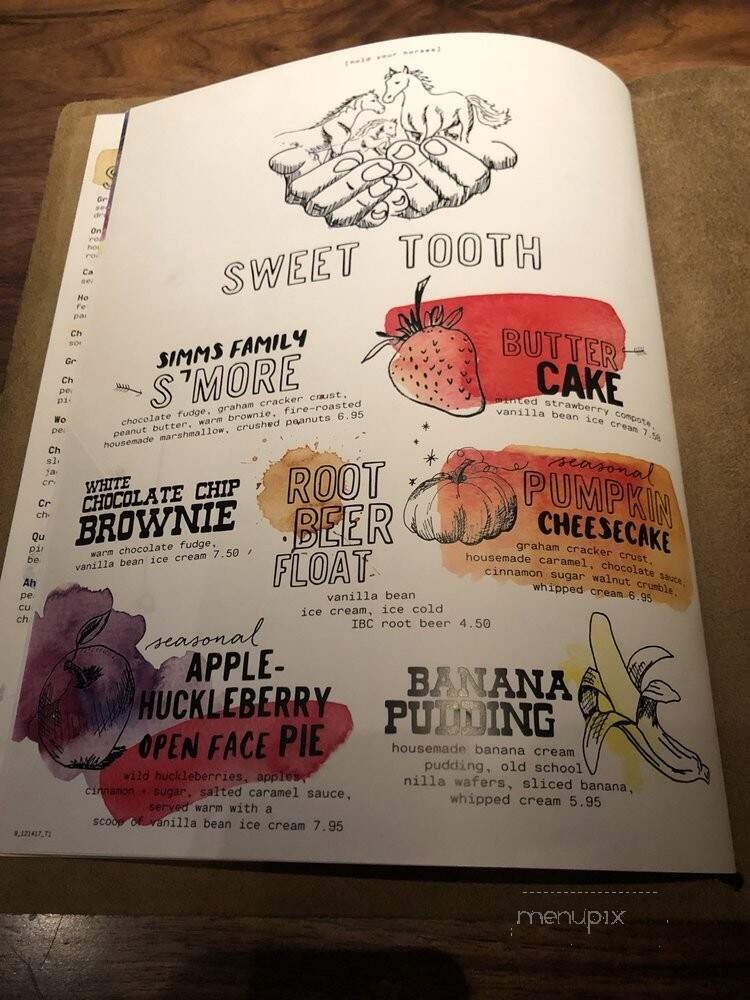 [hold your horses]
SWEET TOOTH
SIMMS FAMILY
S'MORE
chocolate fudge, graham cracker crust,
peanut butter, warm brownie, fire-roasted
housemade marshmallow, crushed peanuts 6.95
BUTTER
CAKE
minted strawberry compote,
vanilla bean ice cream 7.50
WHITE
CHOCOLATE CHIP
BROWNIE
warm chocolate fudge,
vanilla bean ice cream 7.50
ROOT
BEER
FLOAT
vanilla bean
ice cream, ice cold
IBC root beer 4.50
seasonal
PUMPKIN
CHEESECAKE
graham cracker crust,
housemade caramel, chocolate sauce,
cinnamon sugar walnut crumble,
whipped cream 6.95
seasonal
APPLE-
HUCKLEBERRY
OPEN FACE PIE
wild huckleberries, apples,
cinnamon + sugar, salted caramel sauce,
served warm with a
scoop of vanilla bean ice cream 7.95
BANANA
PUDDING
housemade banana cream
pudding, old school
nilla wafers, sliced banana,
whipped cream 5.95
menupix